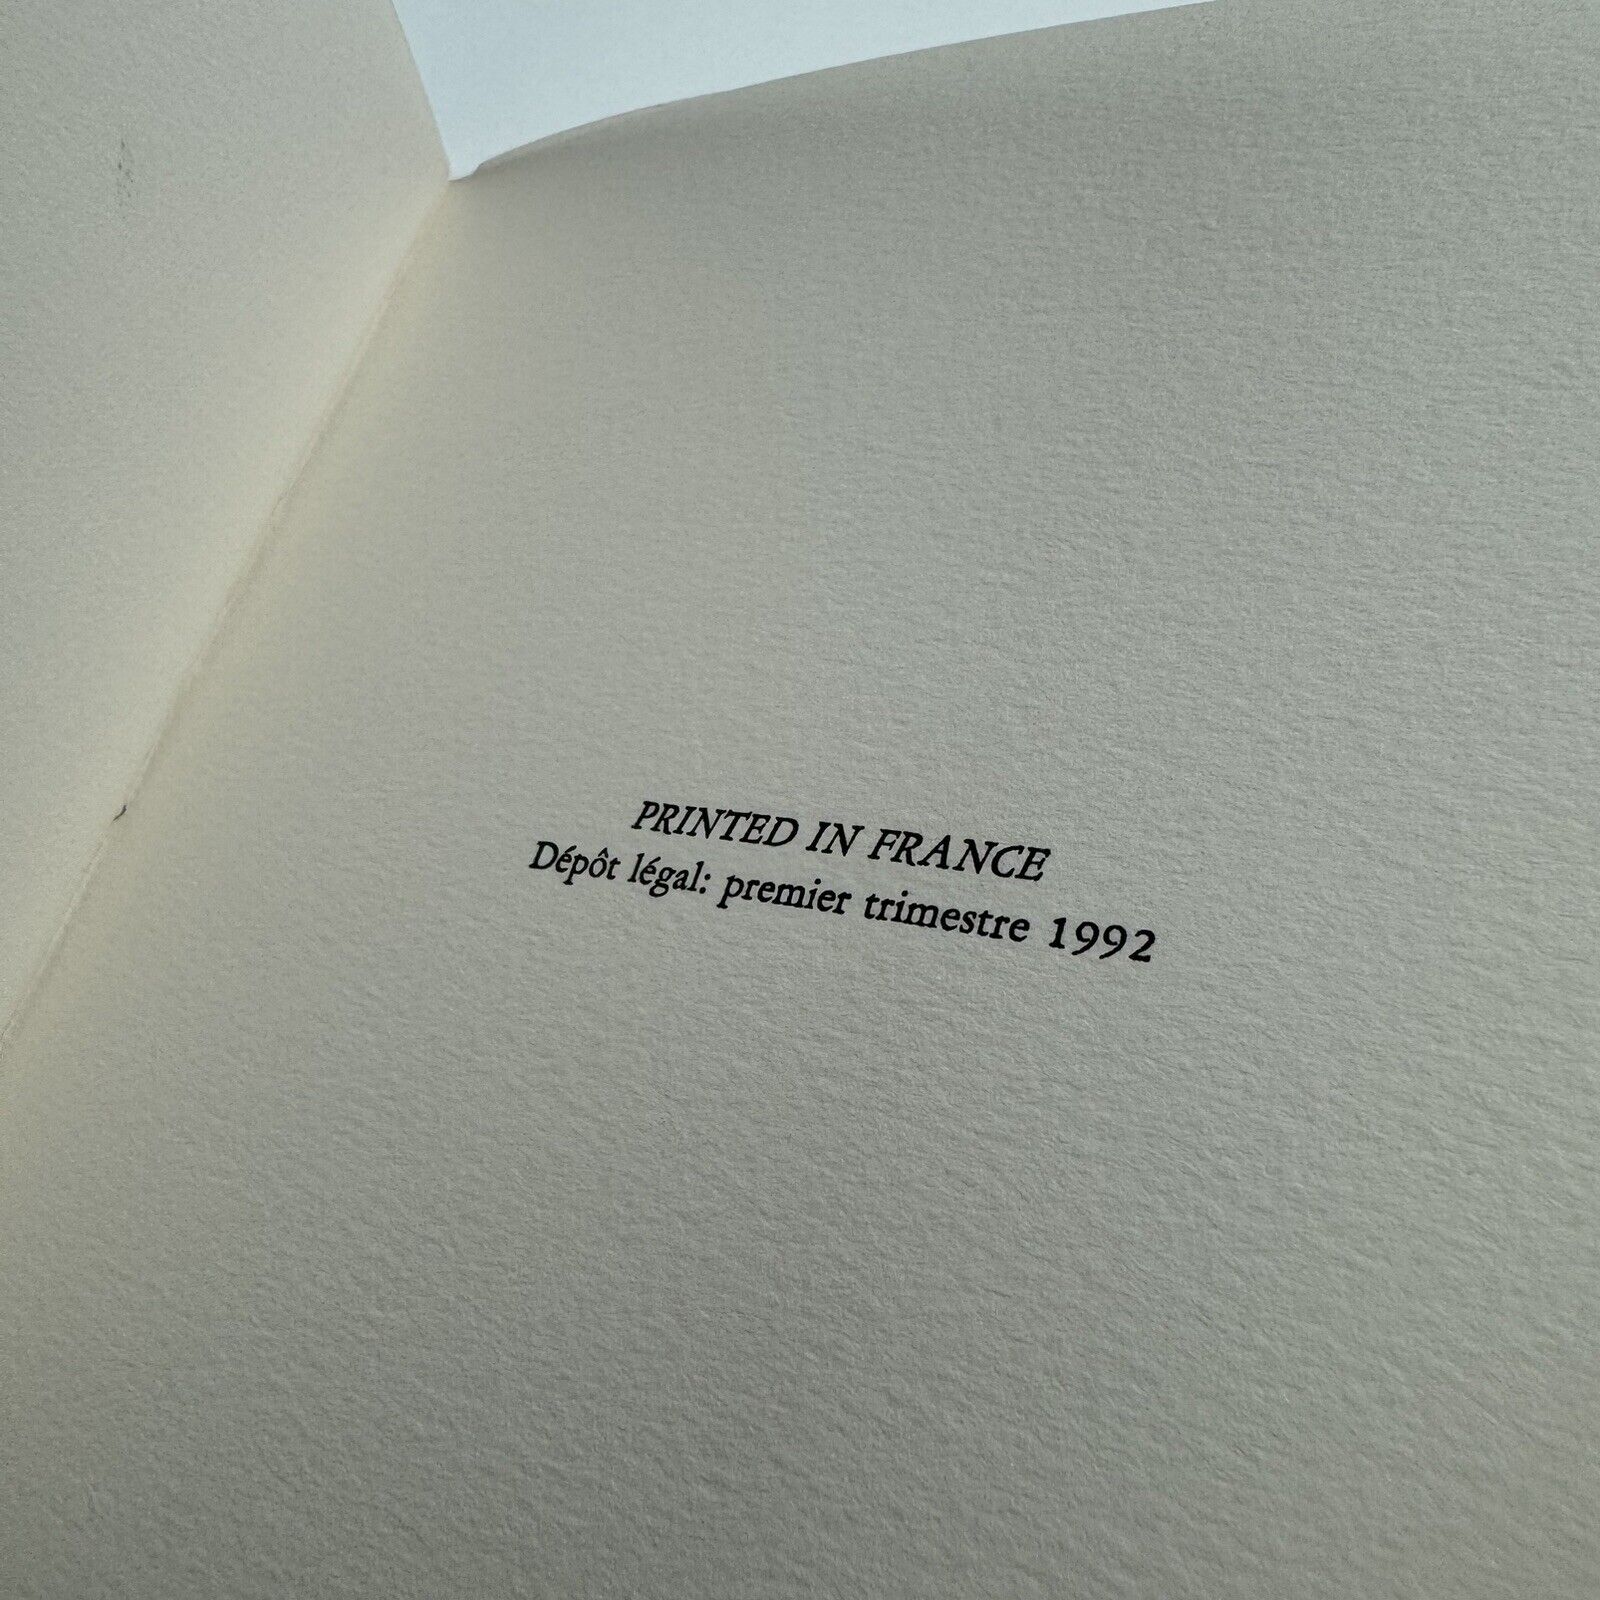 PRINTED IN FRANCE
Dépôt légal: premier trimestre 1992